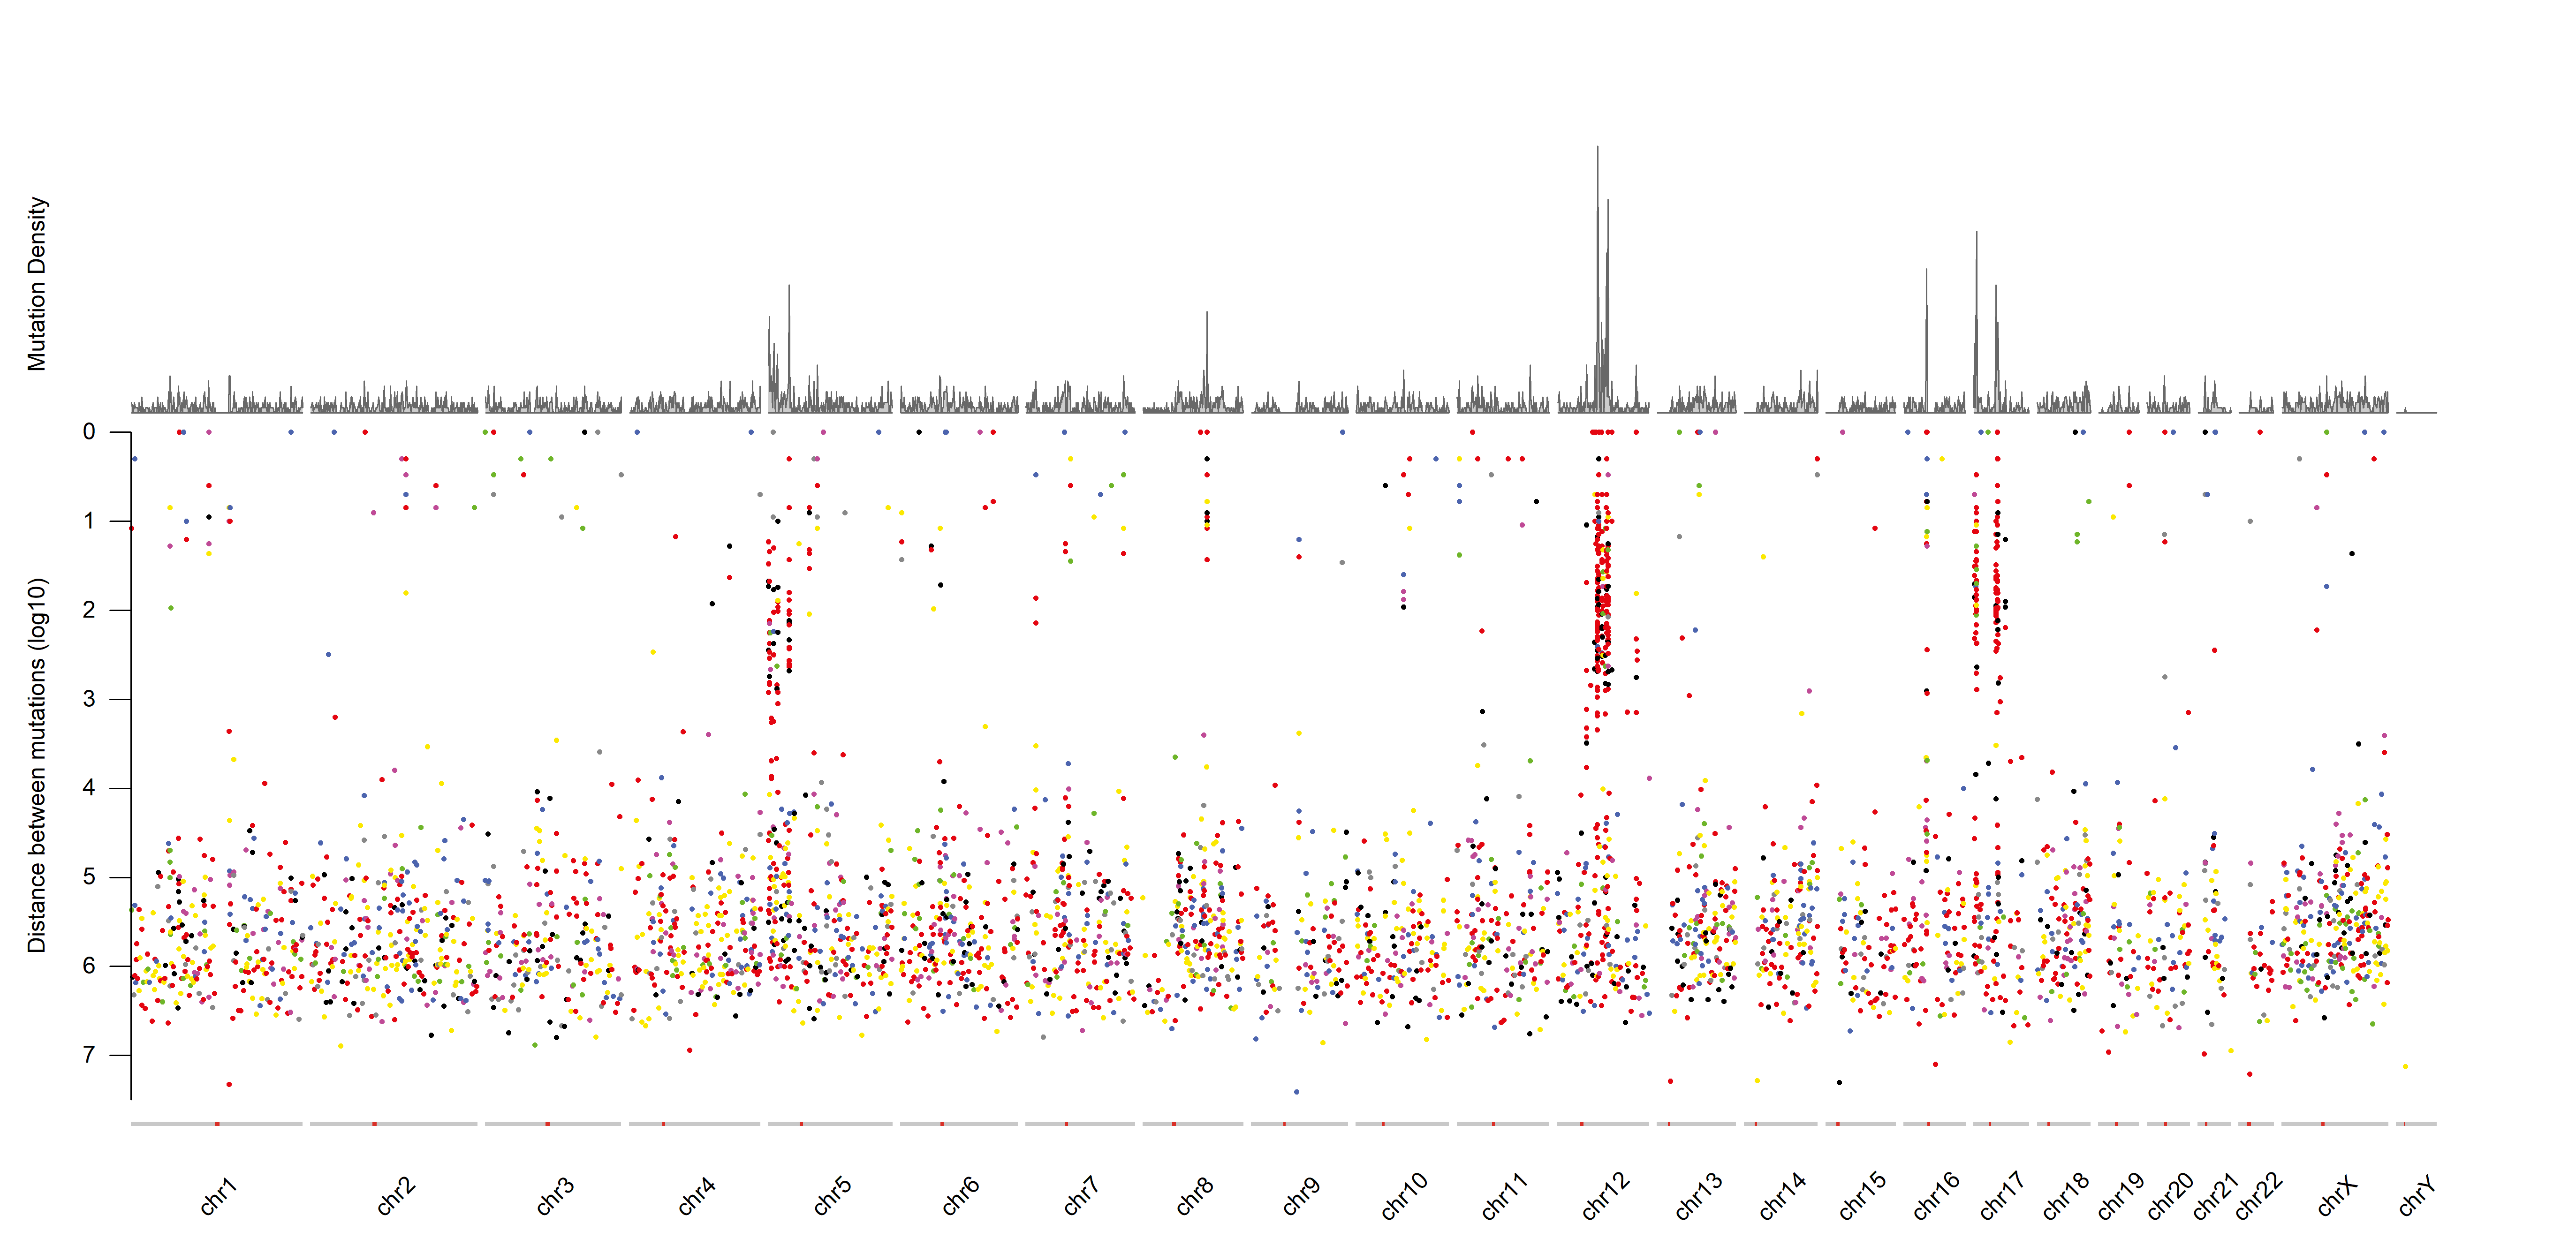 Mutation Density
Distance between mutations (log10)
0
1
2
3
4
5
6
7
chr1
chr2
chr3
chr4
chr5
chr6
chr7
chr8
chr9
chr10
chr11
chr12
chr13
chr14
chr15
chr16
chr17
chr18
chr19
chr20
chr21
chr22
chrX
chrY